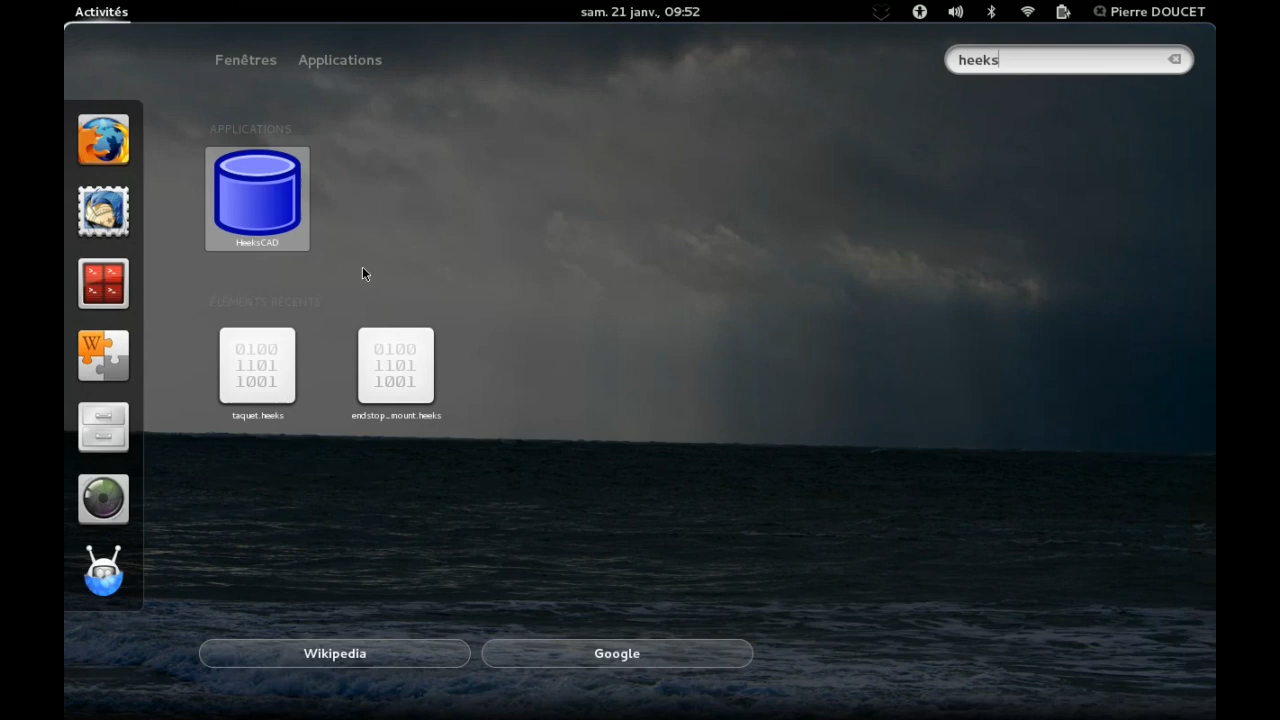 Activités
sam. 21 janv., 09:52
Pierre DOUCET
Fenêtres
Applications
heeks
APPLICATIONS
HeeksCAD
ÉLÉMENTS RÉCENTS
0100
1101
1001
0100
1101
1001
taquet.heeks
endstop_mount.heeks
W
Wikipedia
Google